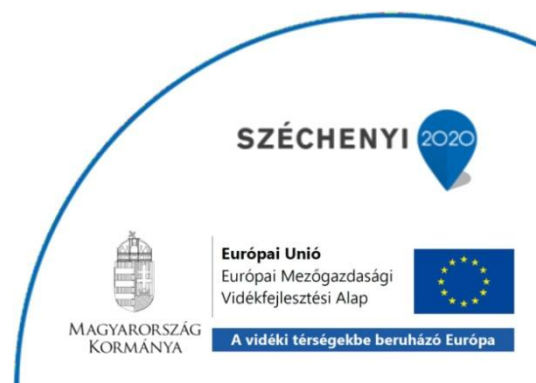 SZÉCHENYI 2020
Európai Unió
Európai Mezőgazdasági
Vidékfejlesztési Alap
MAGYARORSZÁG
KORMÁNYA
A vidéki térségekbe beruházó Európa